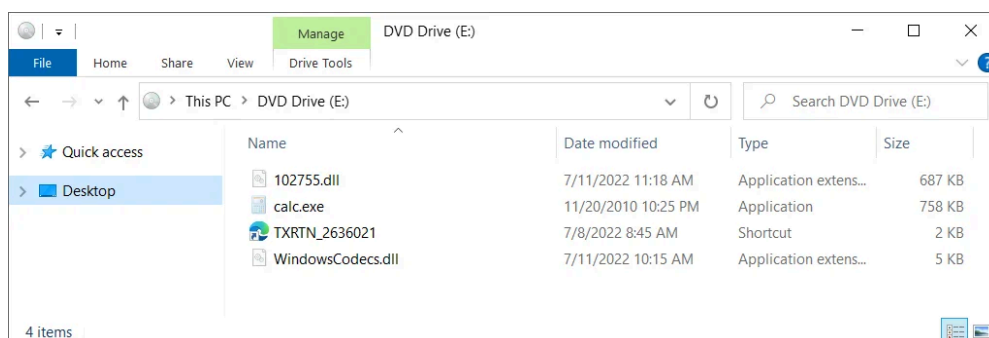 Manage DVD Drive (E:)
File Home Share View Drive Tools ?
This PC > DVD Drive (E:) Search DVD Drive (E:)
Quick access
Desktop
Name Date modified Type Size
102755.dll 7/11/2022 11:18 AM Application extens... 687 KB
calc.exe 11/20/2010 10:25 PM Application 758 KB
TXRTN_2636021 7/8/2022 8:45 AM Shortcut 2 KB
WindowsCodecs.dll 7/11/2022 10:15 AM Application extens... 5 KB
4 items